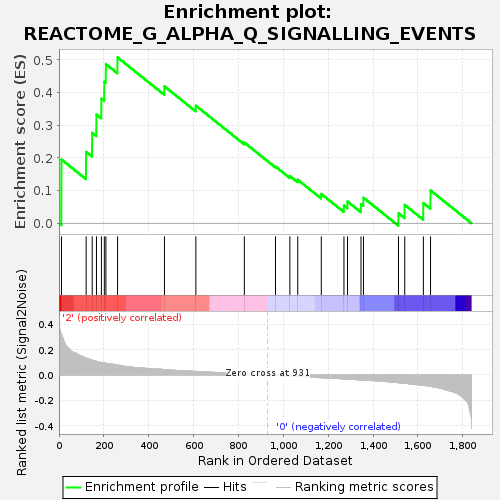 Enrichment plot:
REACTOME_G_ALPHA_Q_SIGNALLING_EVENTS
Enrichment score (ES)
0.5
0.4
0.3
0.2
0.1
0.0
'2' (positively correlated)
Ranked list metric (Signal2Noise)
0.4
0.2
0.0
-0.2
-0.4
Zero cross at 931
'0' (negatively correlated)
0 200 400 600 800 1,000 1,200 1,400 1,600 1,800
Rank in Ordered Dataset
Enrichment profile Hits Ranking metric scores